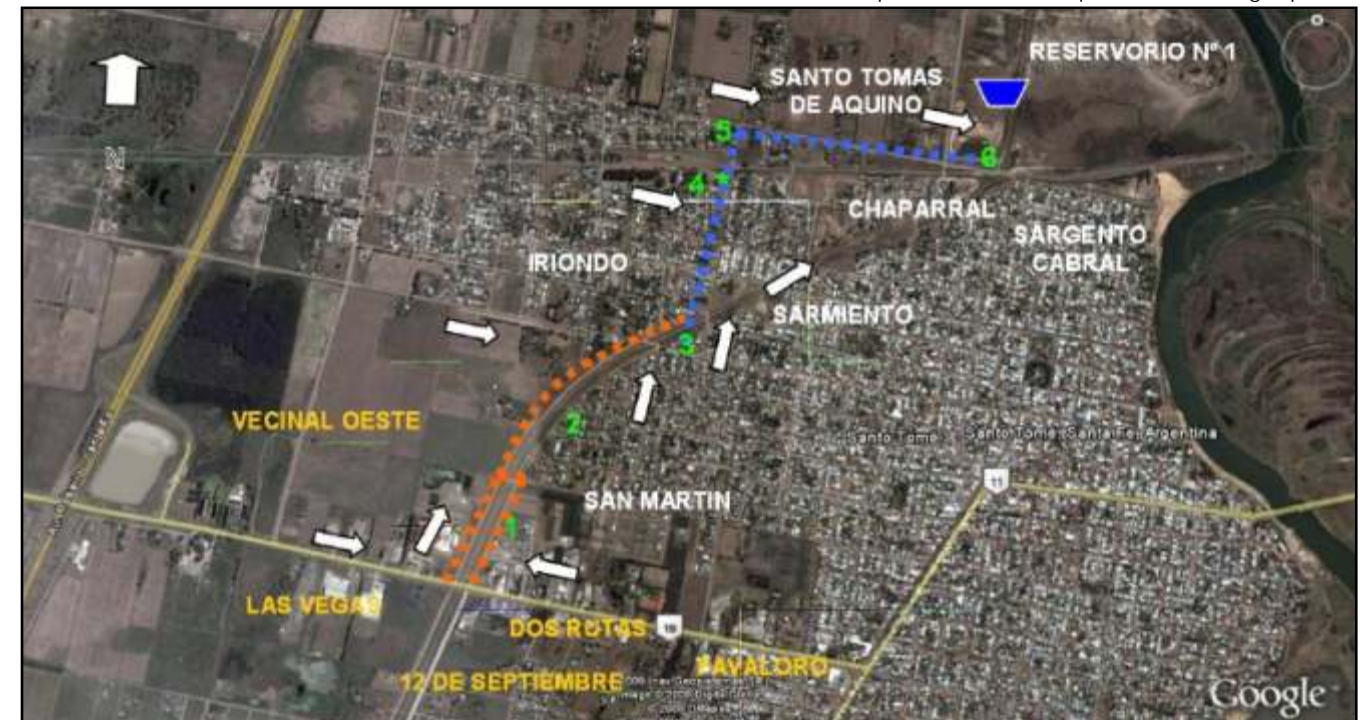 RESERVORIO Nº 1
SANTO TOMAS
DE AQUINO
5
6
4
CHAPARRAL
SARGENTO
CABRAL
IRIONDO
SARMIENTO
3
VECINAL OESTE
2
Santo Tome
Santo Tome, Santa Fe, Argentina
11
SAN MARTIN
1
LAS VEGAS
DOS RUTAS
19
FAVALORO
12 DE SEPTIEMBRE
Google